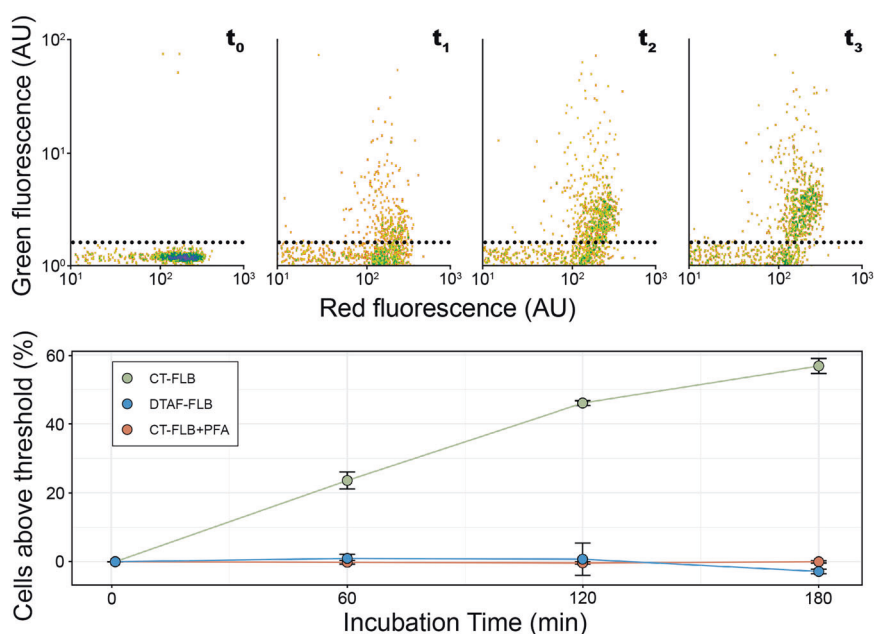 t₀ t₁ t₂ t₃
Green fluorescence (AU)
10²
10¹
10⁰
10¹ 10² 10³ 10¹ 10² 10³ 10¹ 10² 10³ 10¹ 10² 10³
Red fluorescence (AU)
Cells above threshold (%)
60
40
20
0
CT-FLB
DTAF-FLB
CT-FLB+PFA
0 60 120 180
Incubation Time (min)